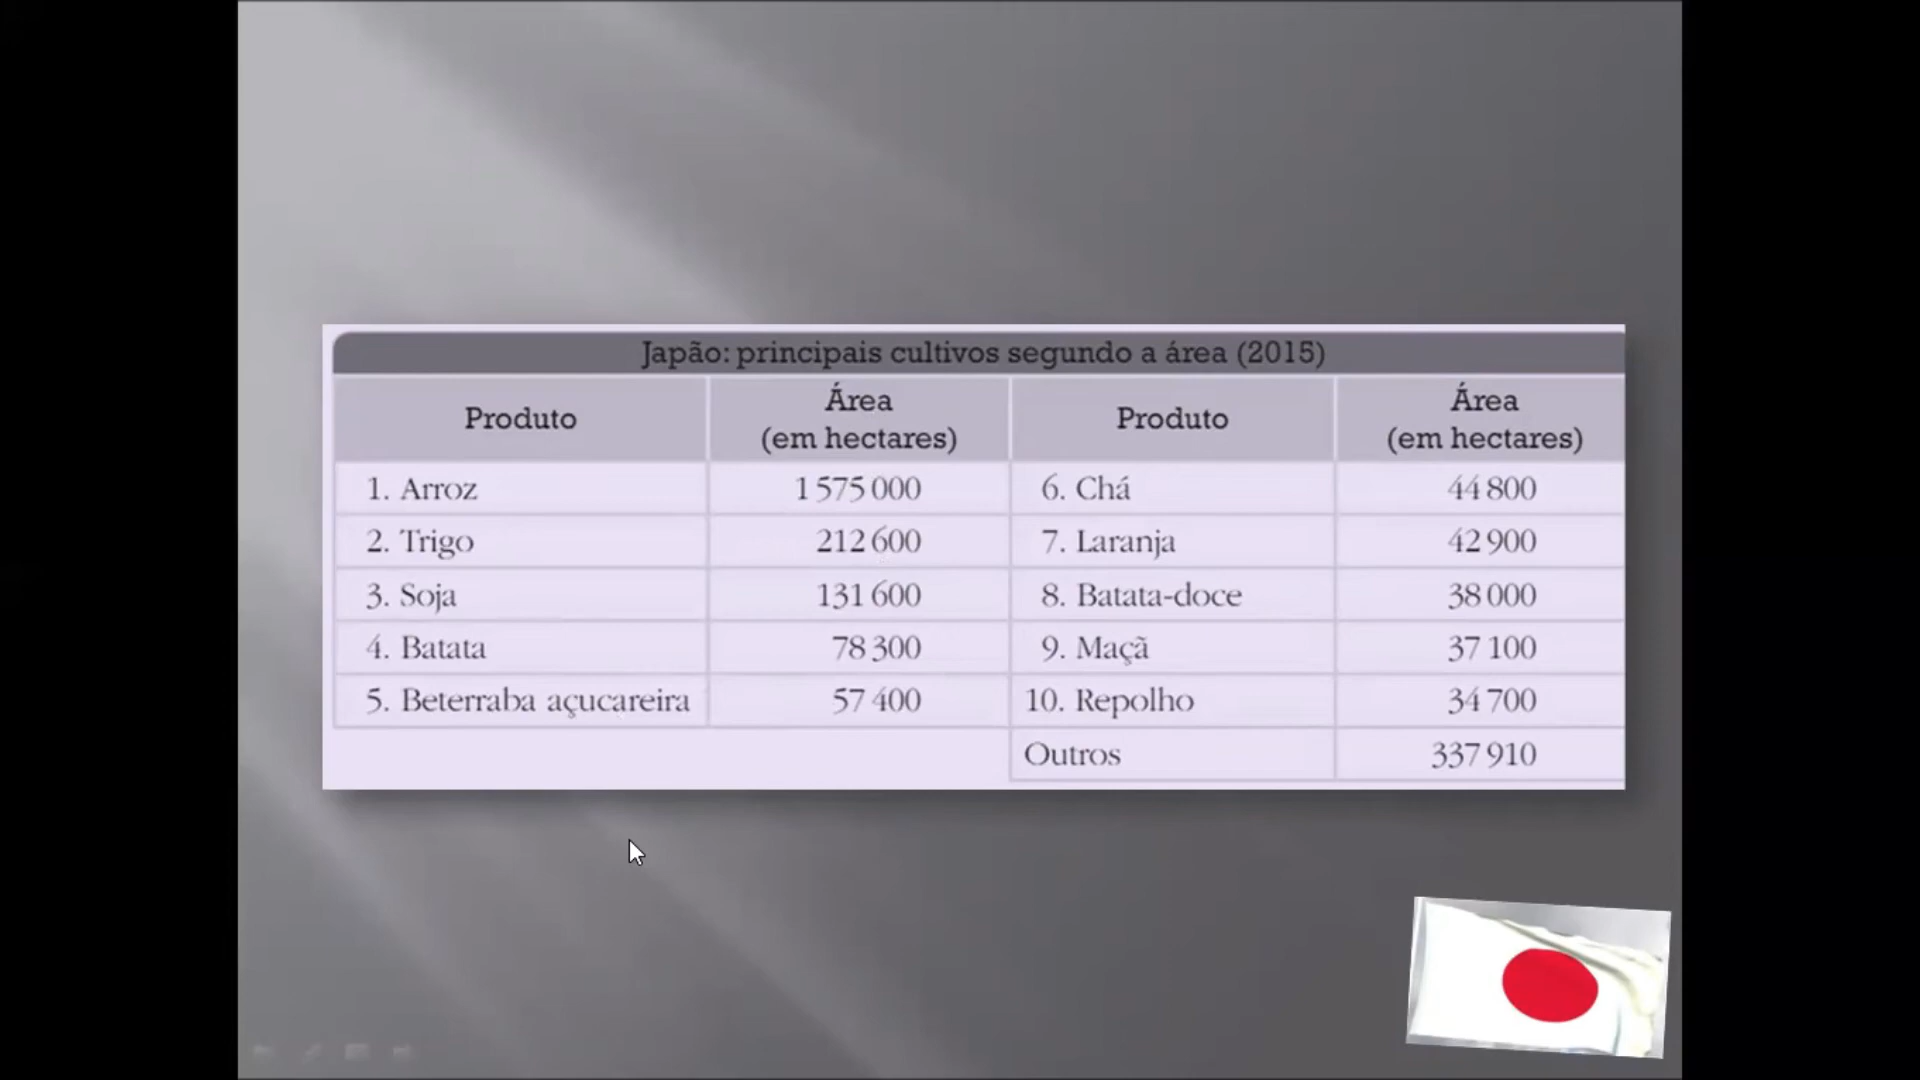 Japão: principais cultivos segundo a área (2015)
Produto Área (em hectares) Produto Área (em hectares)
1. Arroz 1 575 000 6. Chá 44 800
2. Trigo 212 600 7. Laranja 42 900
3. Soja 131 600 8. Batata-doce 38 000
4. Batata 78 300 9. Maçã 37 100
5. Beterraba açucareira 57 400 10. Repolho 34 700
Outros 337 910